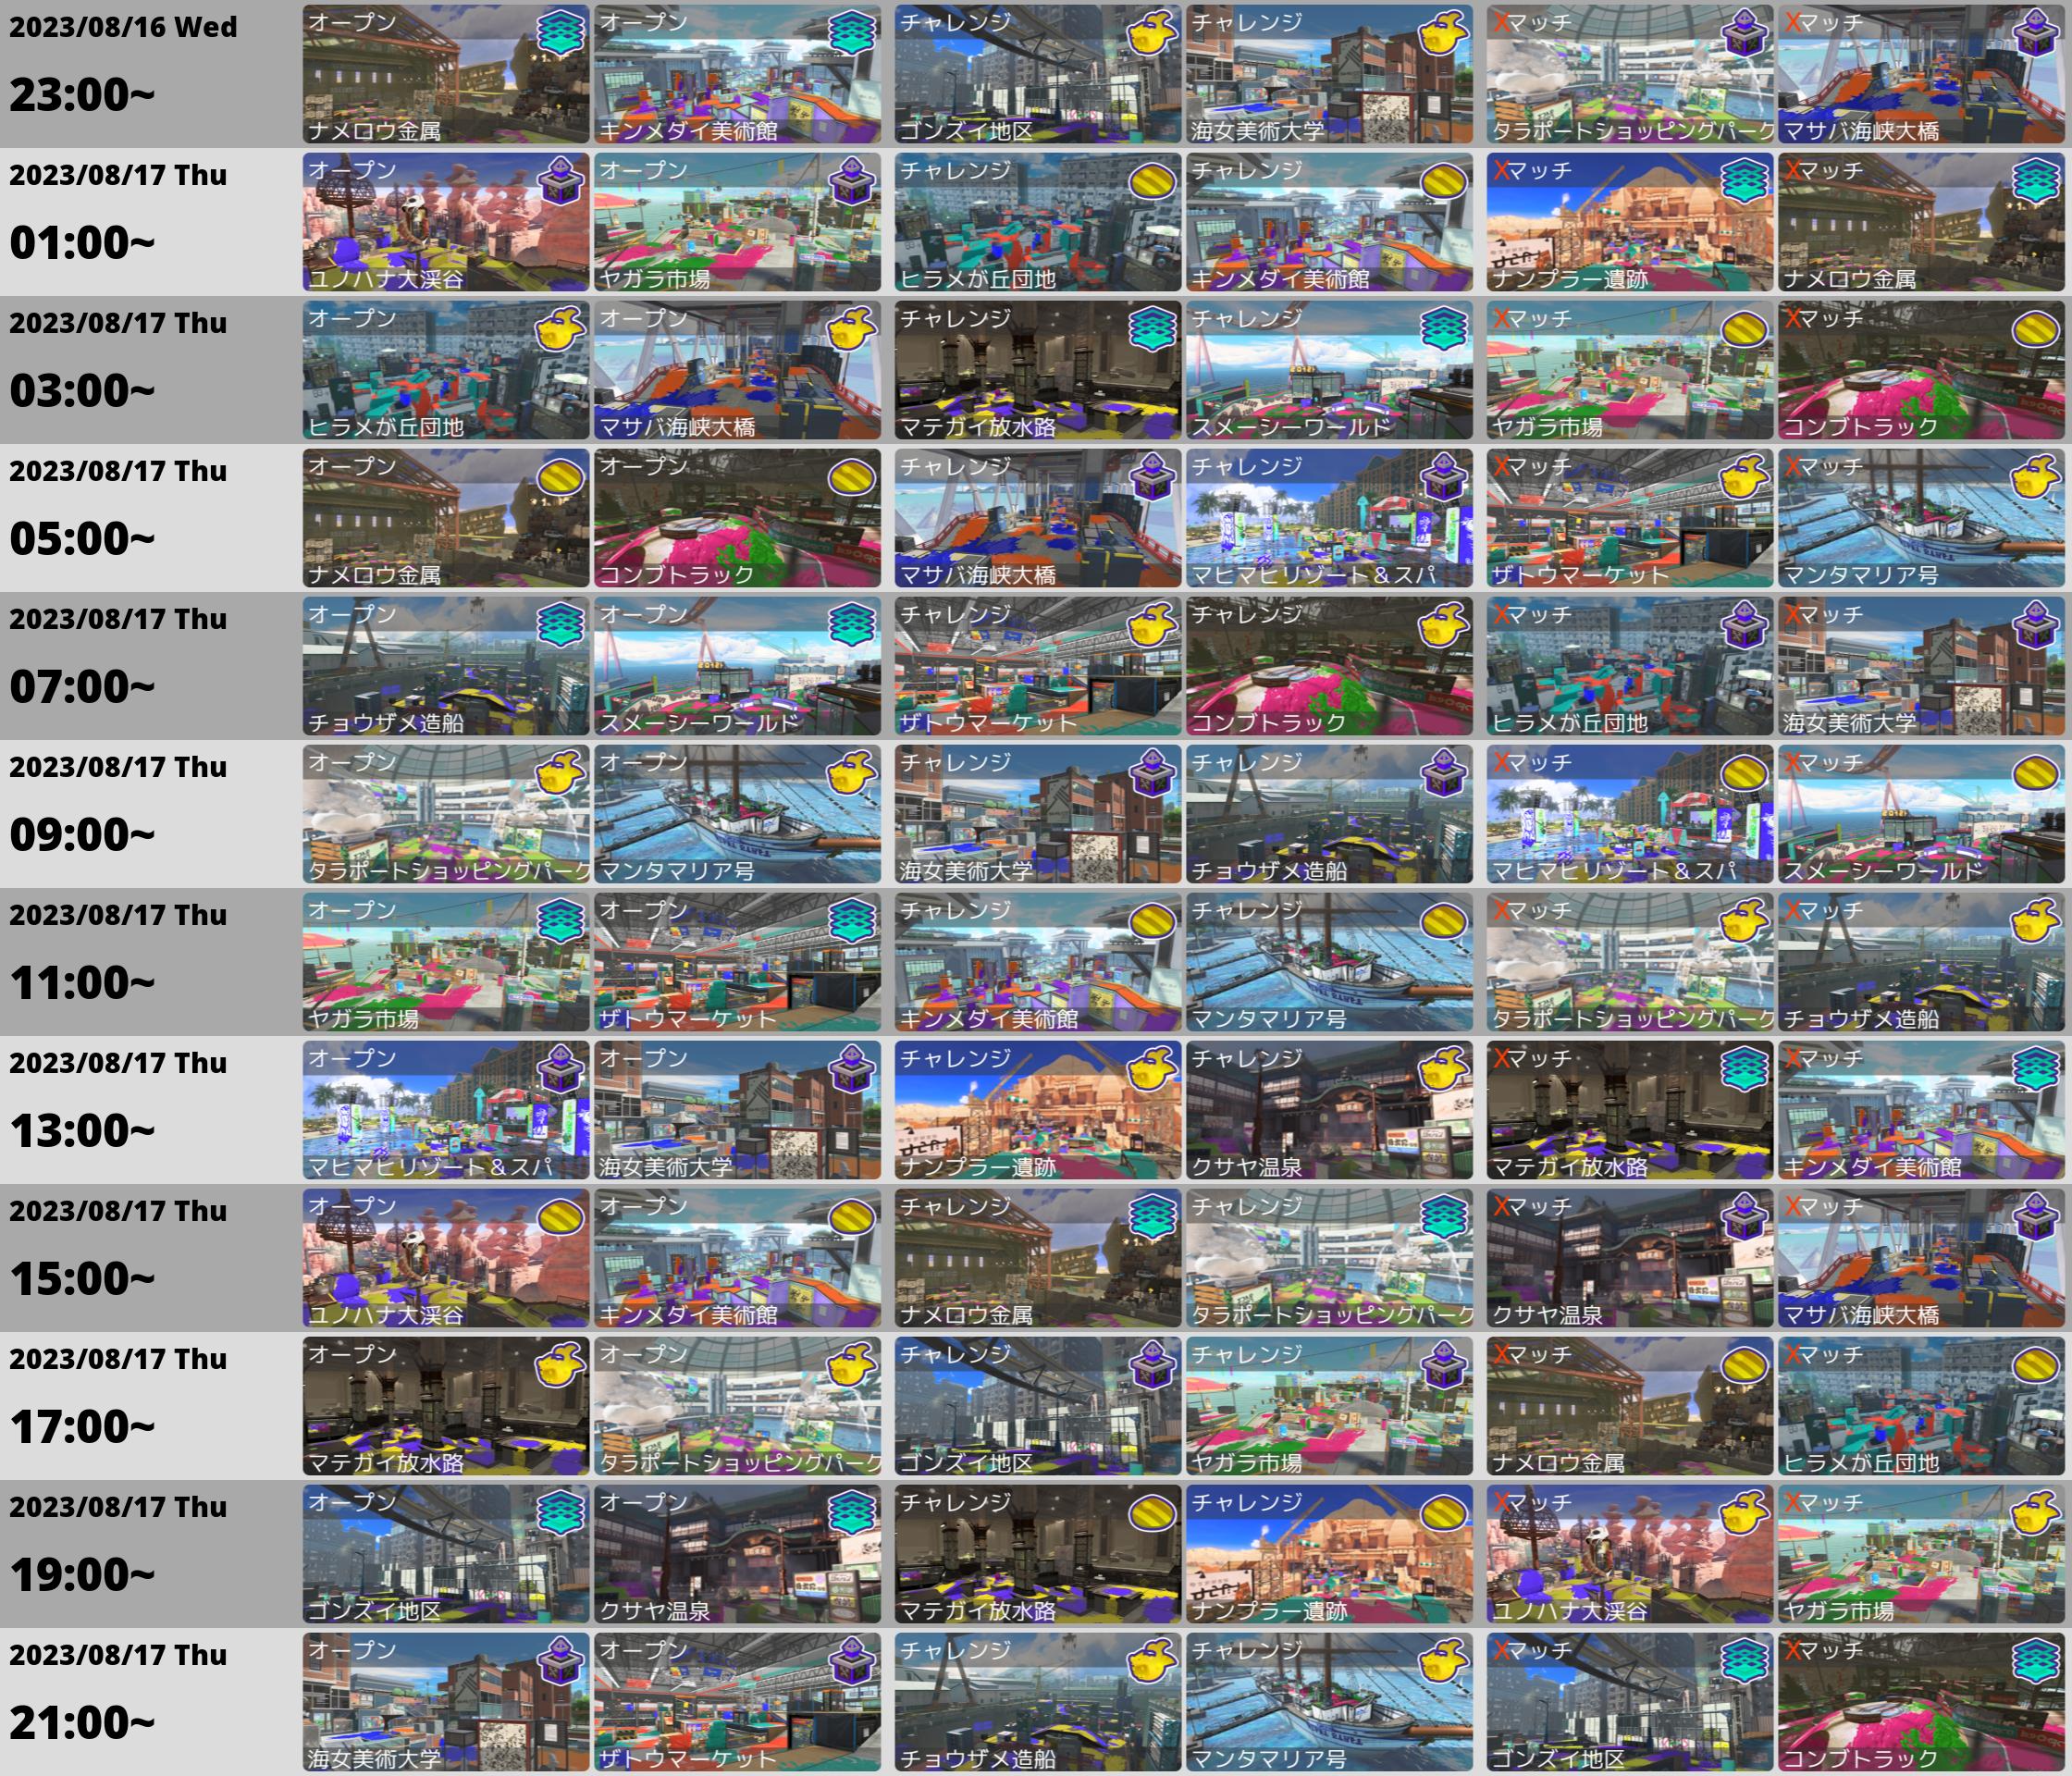 2023/08/16 Wed
23:00~
オープン オープン チャレンジ チャレンジ Xマッチ Xマッチ
ナメロウ金属 キンメダイ美術館 ゴンズイ地区 海女美術大学 タラポートショッピングパーク マサバ海峡大橋
2023/08/17 Thu
01:00~
オープン オープン チャレンジ チャレンジ Xマッチ Xマッチ
ユノハナ大渓谷 ヤガラ市場 ヒラメが丘団地 キンメダイ美術館 ナンプラー遺跡 ナメロウ金属
2023/08/17 Thu
03:00~
オープン オープン チャレンジ チャレンジ Xマッチ Xマッチ
ヒラメが丘団地 マサバ海峡大橋 マテガイ放水路 スメーシーワールド ヤガラ市場 コンブトラック
2023/08/17 Thu
05:00~
オープン オープン チャレンジ チャレンジ Xマッチ Xマッチ
ナメロウ金属 コンブトラック マサバ海峡大橋 マヒマヒリゾート＆スパ ザトウマーケット マンタマリア号
2023/08/17 Thu
07:00~
オープン オープン チャレンジ チャレンジ Xマッチ Xマッチ
チョウザメ造船 スメーシーワールド ザトウマーケット コンブトラック ヒラメが丘団地 海女美術大学
2023/08/17 Thu
09:00~
オープン オープン チャレンジ チャレンジ Xマッチ Xマッチ
タラポートショッピングパーク マンタマリア号 海女美術大学 チョウザメ造船 マヒマヒリゾート＆スパ スメーシーワールド
2023/08/17 Thu
11:00~
オープン オープン チャレンジ チャレンジ Xマッチ Xマッチ
ヤガラ市場 ザトウマーケット キンメダイ美術館 マンタマリア号 タラポートショッピングパーク チョウザメ造船
2023/08/17 Thu
13:00~
オープン オープン チャレンジ チャレンジ Xマッチ Xマッチ
マヒマヒリゾート＆スパ 海女美術大学 ナンプラー遺跡 クサヤ温泉 マテガイ放水路 キンメダイ美術館
2023/08/17 Thu
15:00~
オープン オープン チャレンジ チャレンジ Xマッチ Xマッチ
ユノハナ大渓谷 キンメダイ美術館 ナメロウ金属 タラポートショッピングパーク クサヤ温泉 マサバ海峡大橋
2023/08/17 Thu
17:00~
オープン オープン チャレンジ チャレンジ Xマッチ Xマッチ
マテガイ放水路 タラポートショッピングパーク ゴンズイ地区 ヤガラ市場 ナメロウ金属 ヒラメが丘団地
2023/08/17 Thu
19:00~
オープン オープン チャレンジ チャレンジ Xマッチ Xマッチ
ゴンズイ地区 クサヤ温泉 マテガイ放水路 ナンプラー遺跡 ユノハナ大渓谷 ヤガラ市場
2023/08/17 Thu
21:00~
オープン オープン チャレンジ チャレンジ Xマッチ Xマッチ
海女美術大学 ザトウマーケット チョウザメ造船 マンタマリア号 ゴンズイ地区 コンブトラック